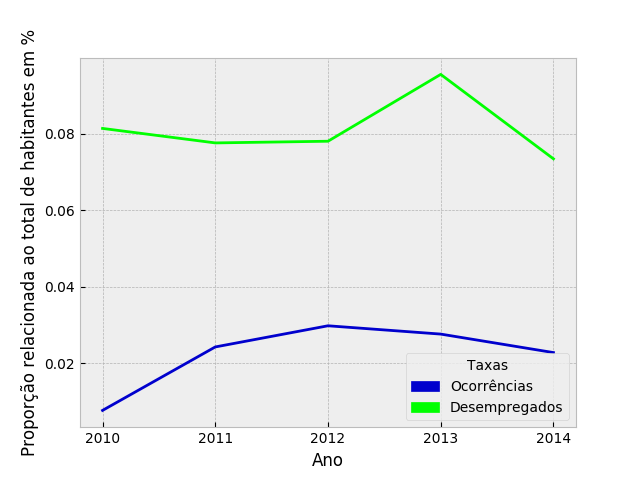 Proporção relacionada ao total de habitantes em %
0.08
0.06
0.04
0.02
Taxas
Ocorrências
Desempregados
2010 2011 2012 2013 2014
Ano